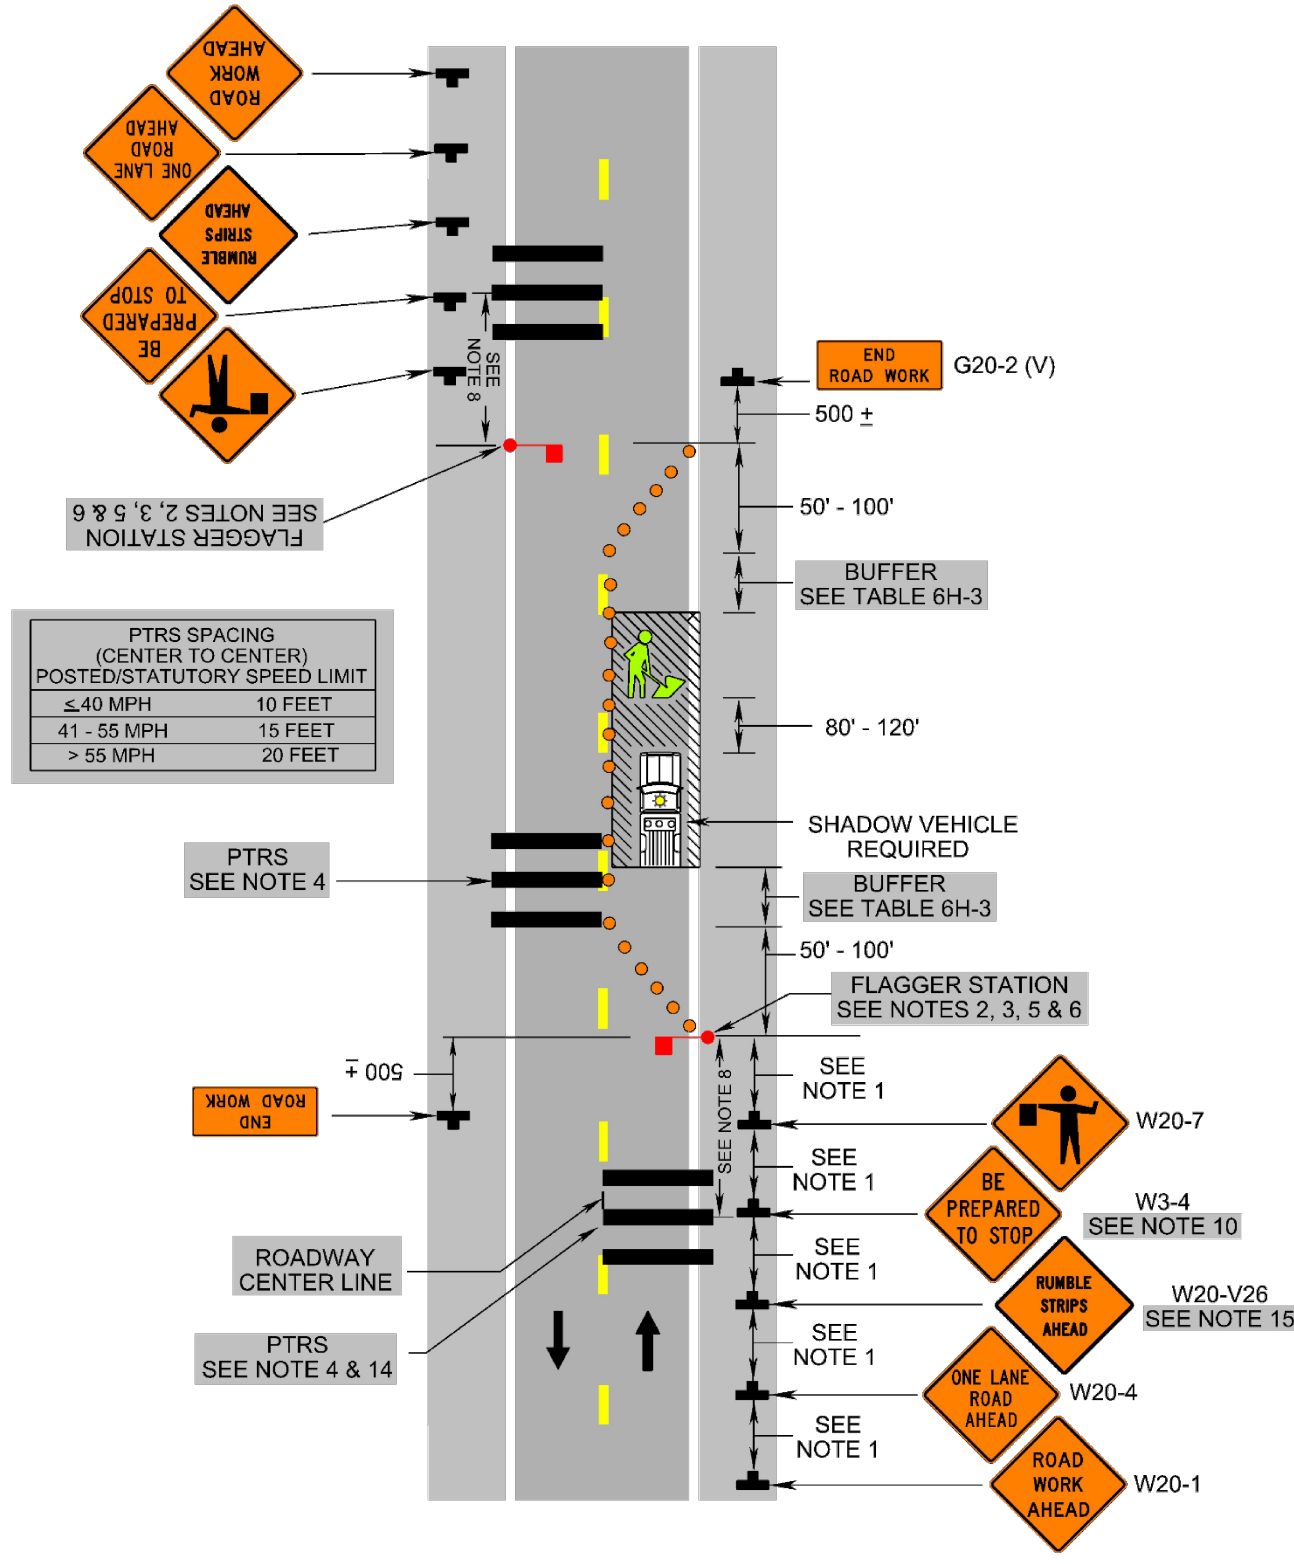 ROAD
WORK
AHEAD
ONE LANE
ROAD
AHEAD
RUMBLE
STRIPS
AHEAD
BE
PREPARED
TO STOP
SEE
NOTE 8
FLAGGER STATION
SEE NOTES 2, 3, 5 & 6
END
ROAD WORK
G20-2 (V)
500 ±
50' - 100'
BUFFER
SEE TABLE 6H-3
PTRS SPACING
(CENTER TO CENTER)
POSTED/STATUTORY SPEED LIMIT
≤ 40 MPH 10 FEET
41 - 55 MPH 15 FEET
> 55 MPH 20 FEET
80' - 120'
SHADOW VEHICLE
REQUIRED
PTRS
SEE NOTE 4
BUFFER
SEE TABLE 6H-3
50' - 100'
FLAGGER STATION
SEE NOTES 2, 3, 5 & 6
500 ±
END
ROAD WORK
SEE NOTE 8
SEE
NOTE 1
W20-7
SEE
NOTE 1
BE
PREPARED
TO STOP
W3-4
SEE NOTE 10
ROADWAY
CENTER LINE
SEE
NOTE 1
RUMBLE
STRIPS
AHEAD
W20-V26
SEE NOTE 15
PTRS
SEE NOTE 4 & 14
SEE
NOTE 1
ONE LANE
ROAD
AHEAD
W20-4
SEE
NOTE 1
ROAD
WORK
AHEAD
W20-1